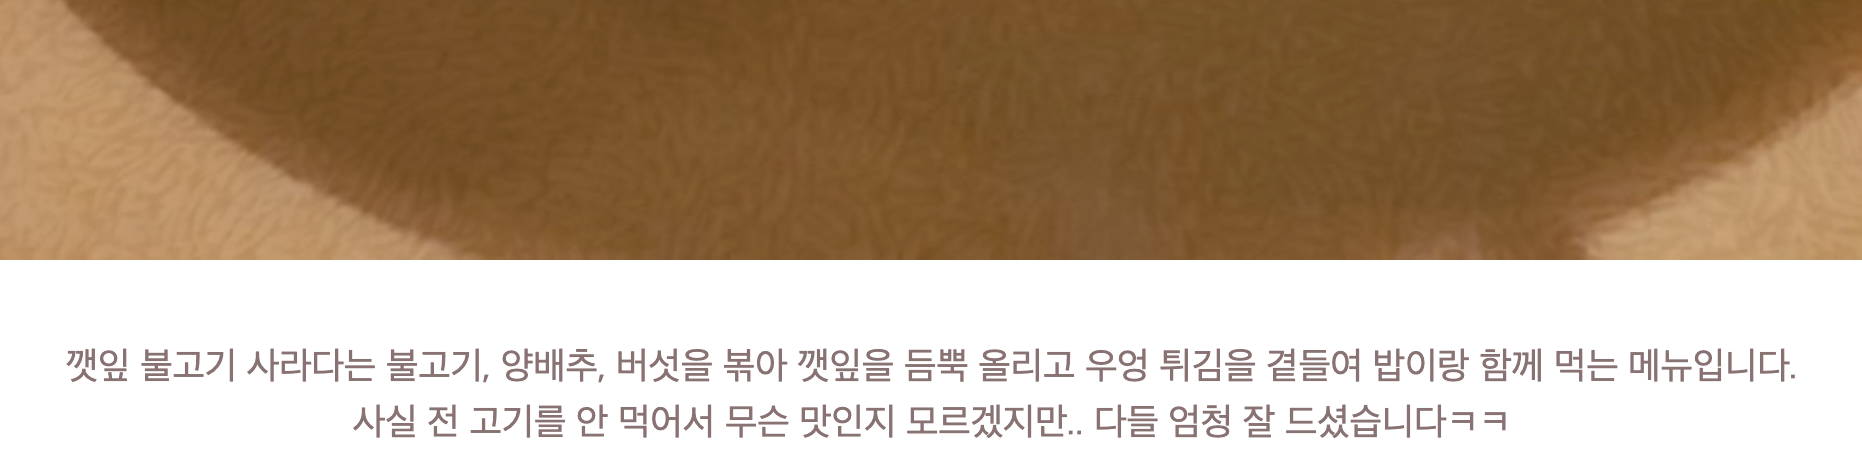 깻잎 불고기 사라다는 불고기, 양배추, 버섯을 볶아 깻잎을 듬뿍 올리고 우엉 튀김을 곁들여 밥이랑 함께 먹는 메뉴입니다.
사실 전 고기를 안 먹어서 무슨 맛인지 모르겠지만.. 다들 엄청 잘 드셨습니다ㅋㅋ